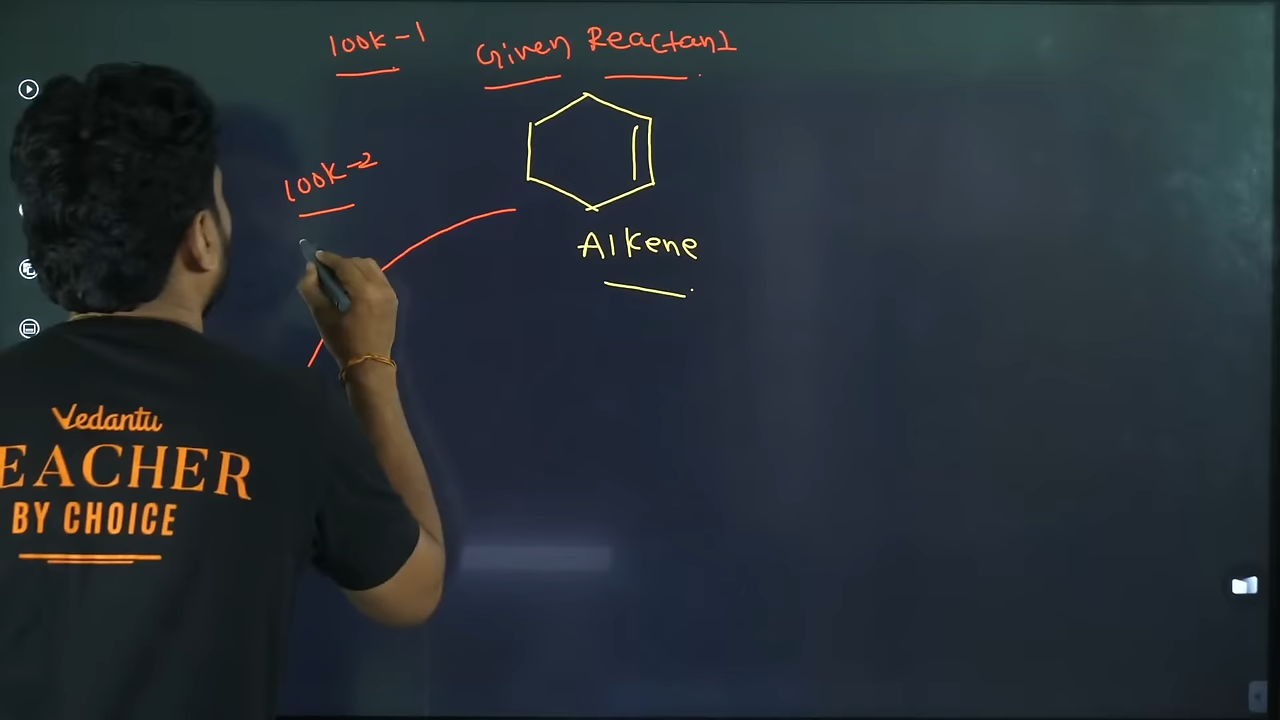 look-1
Given Reactant
look-2
Alkene
Vedantu
EACHER
BY CHOICE